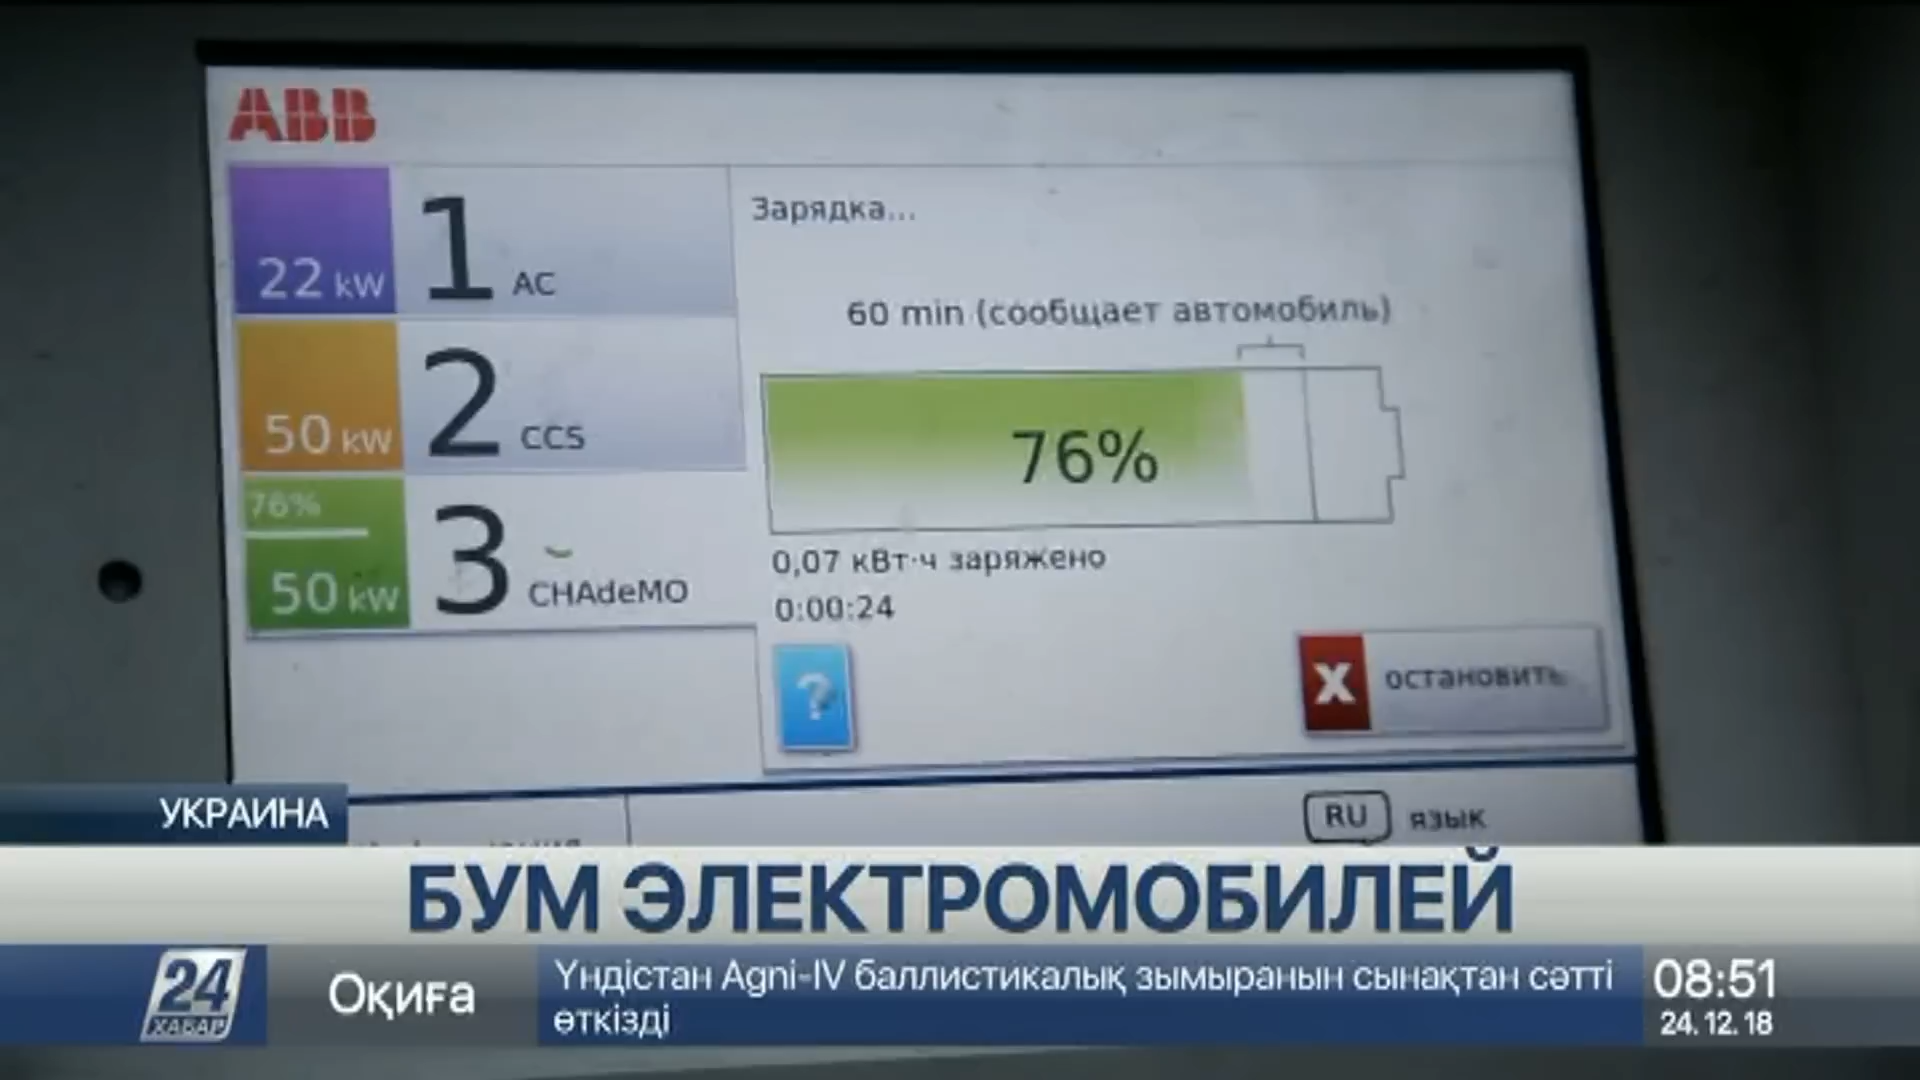 ABB
22 kW
1 AC
50 kW
2 CCS
76%
50 kW
3 CHAdeMO
Зарядка...
60 min (сообщает автомобиль)
76%
0,07 кВт·ч заряжено
0:00:24
?
X остановить
RU язык
УКРАИНА
БУМ ЭЛЕКТРОМОБИЛЕЙ
24
ХАБАР
Оқиға
Үндістан Agni-IV баллистикалық зымыранын сынақтан сәтті
өткізді
08:51
24.12.18